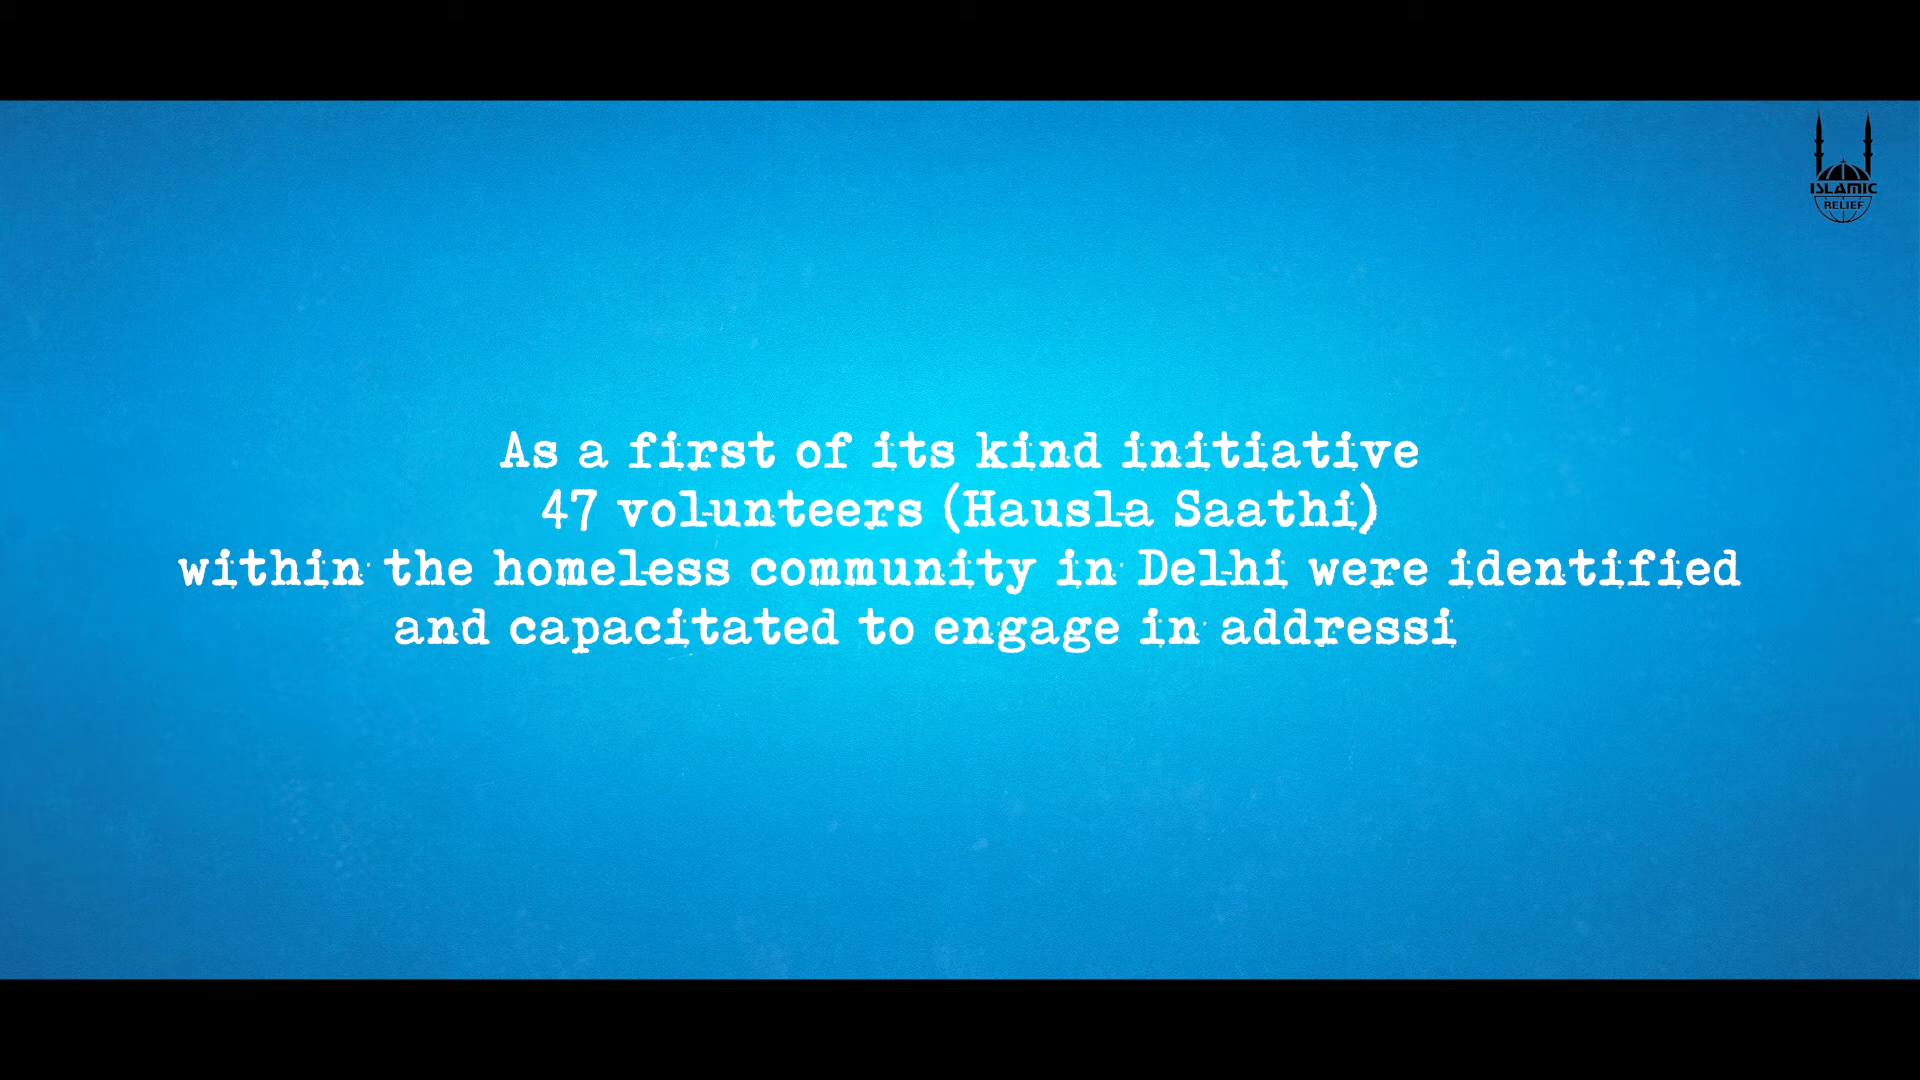 ISLAMIC
RELIEF
As a first of its kind initiative
47 volunteers (Hausla Saathi)
within the homeless community in Delhi were identified
and capacitated to engage in addressi